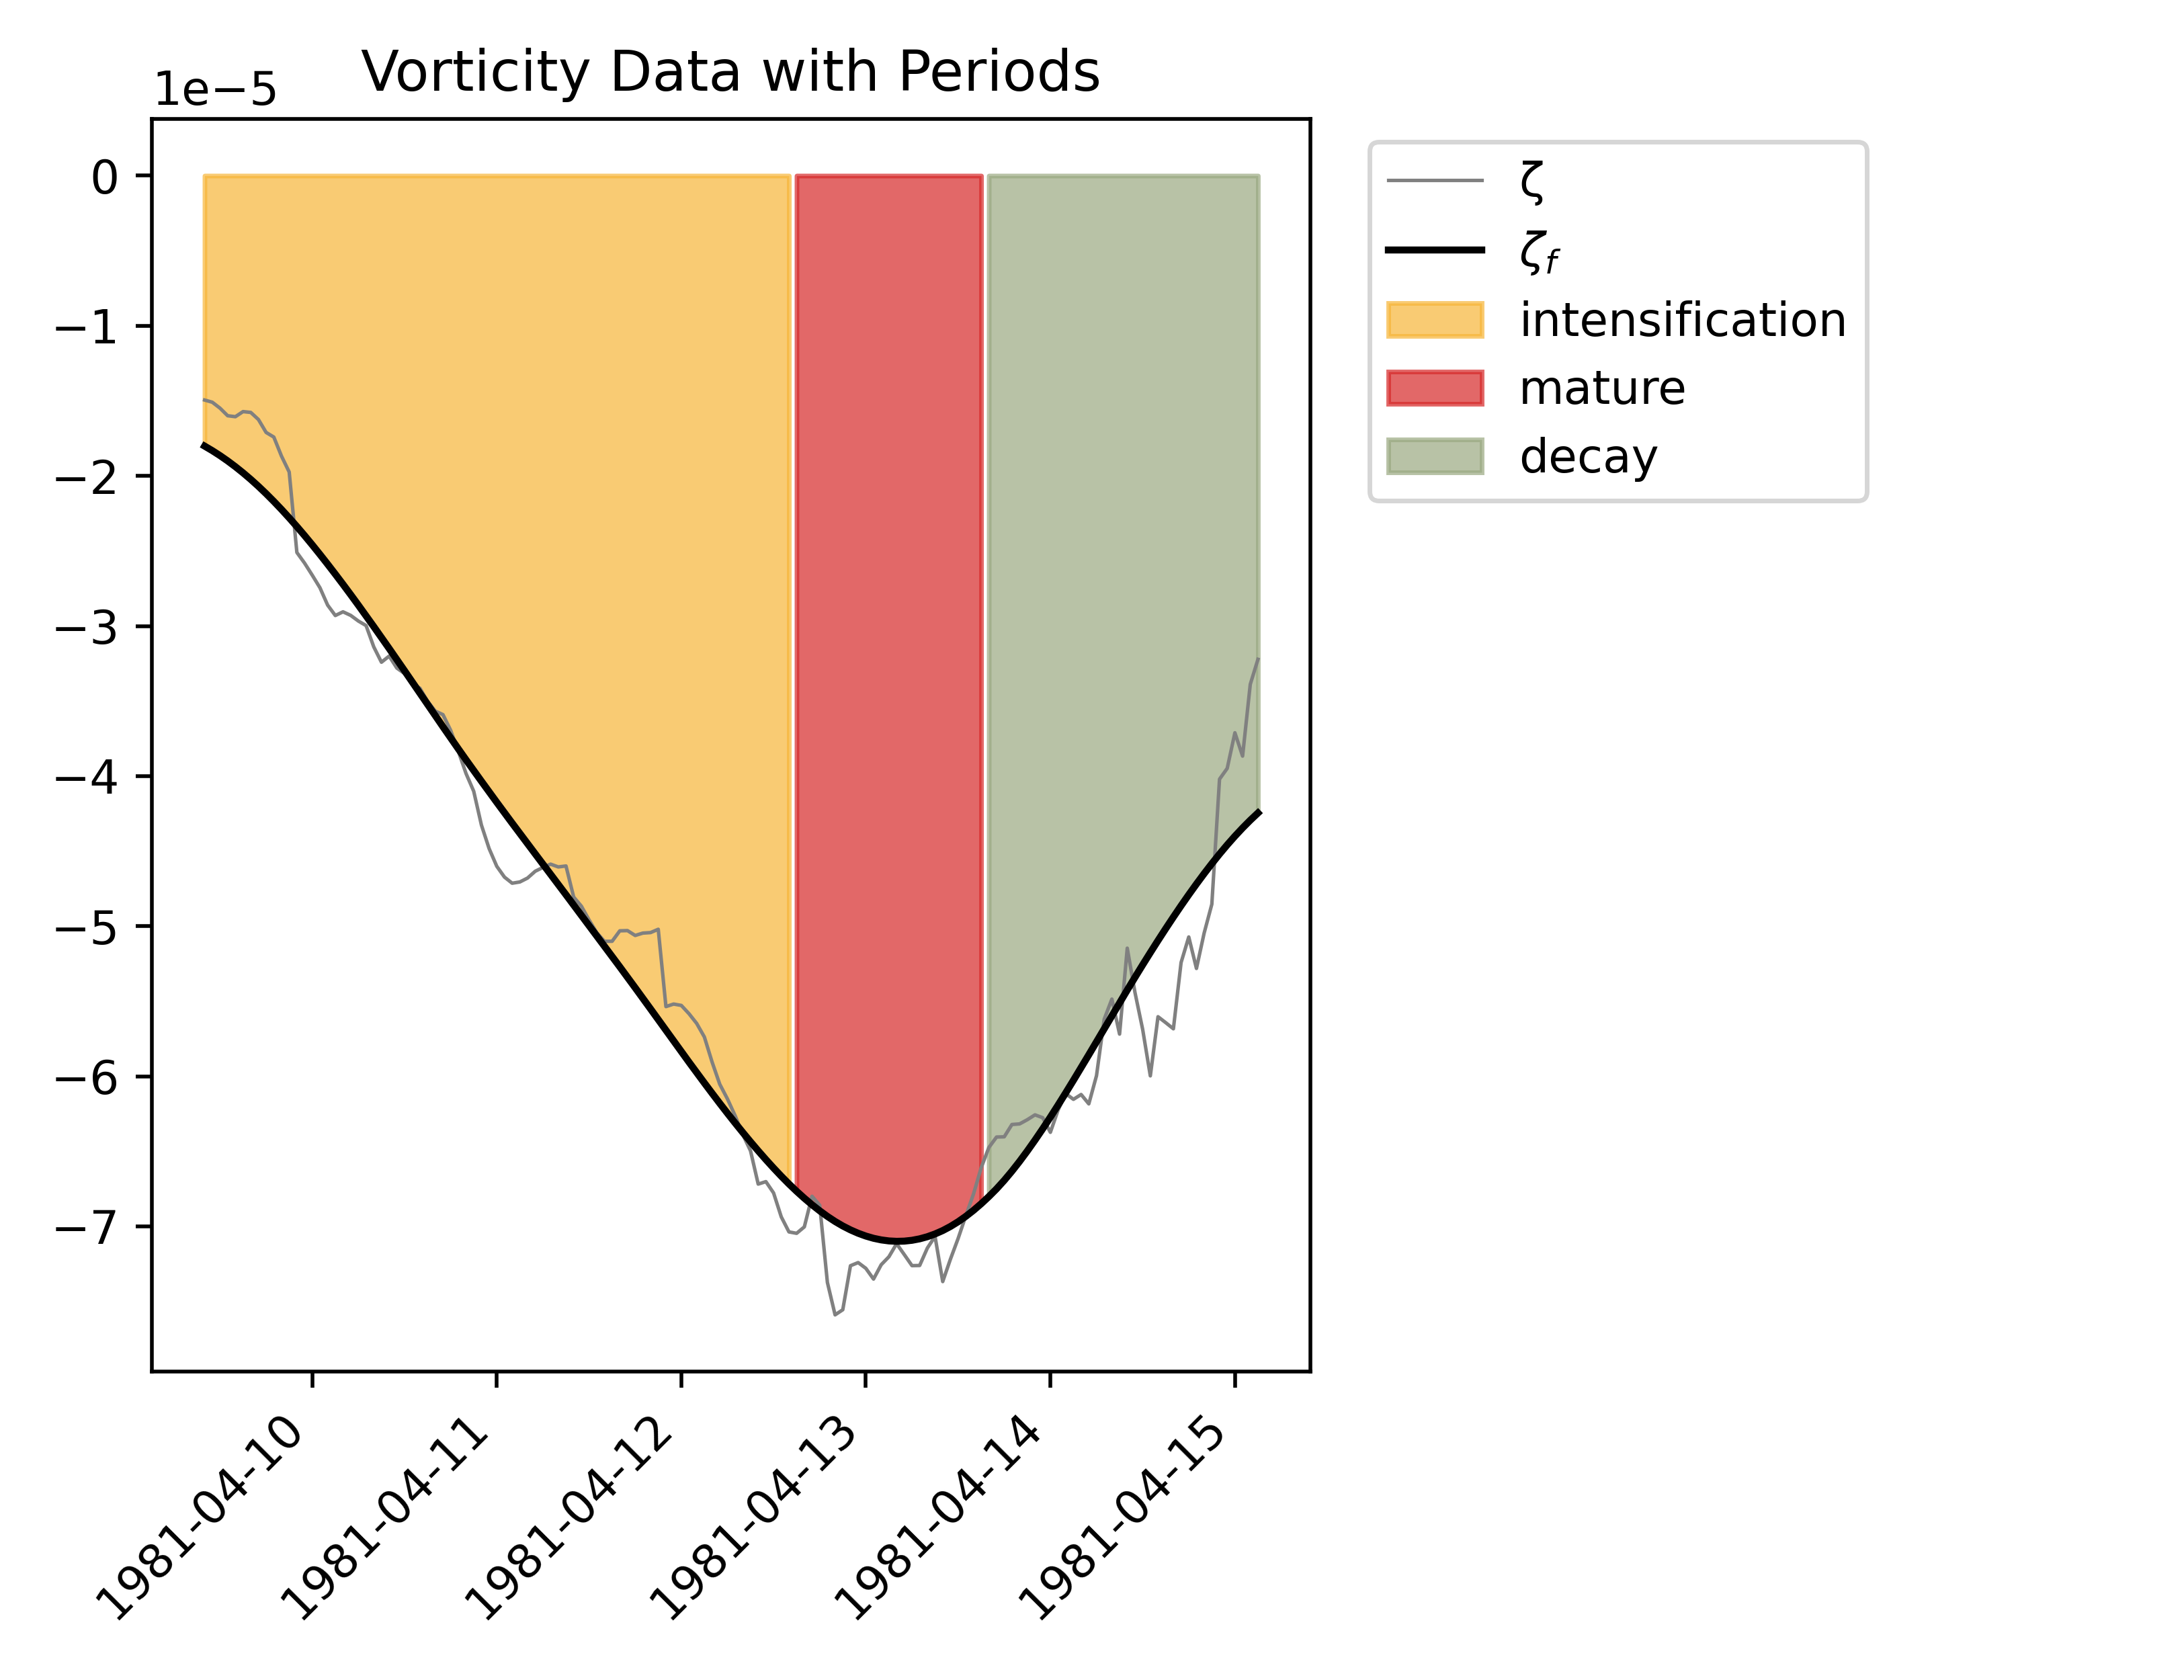 Vorticity Data with Periods
1e−5
0
−1
−2
−3
−4
−5
−6
−7
1981-04-10
1981-04-11
1981-04-12
1981-04-13
1981-04-14
1981-04-15
ζ
ζf
intensification
mature
decay